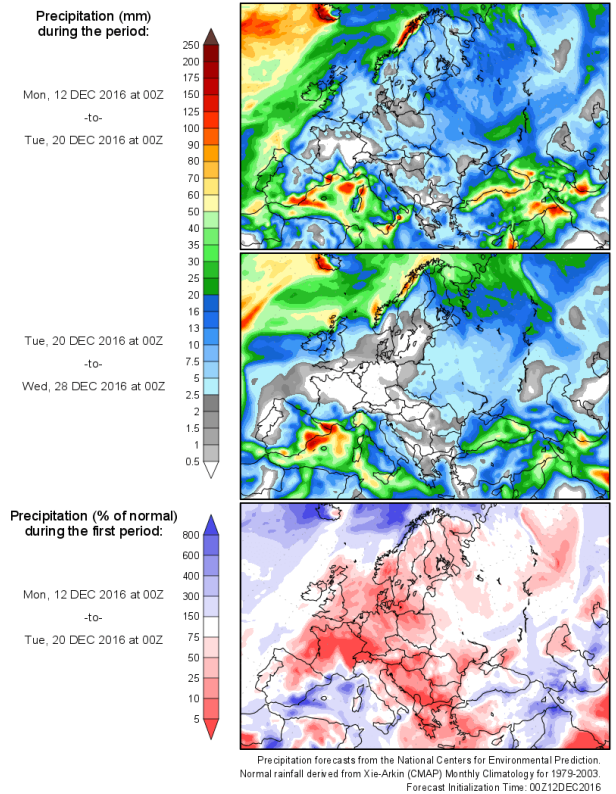 Precipitation (mm)
during the period:
Mon, 12 DEC 2016 at 00Z
-to-
Tue, 20 DEC 2016 at 00Z
250
200
175
150
125
100
90
80
70
60
50
40
35
30
25
20
16
13
10
7.5
5
2.5
2
1.5
1
0.5
Tue, 20 DEC 2016 at 00Z
-to-
Wed, 28 DEC 2016 at 00Z
Precipitation (% of normal)
during the first period:
Mon, 12 DEC 2016 at 00Z
-to-
Tue, 20 DEC 2016 at 00Z
800
600
400
300
150
75
50
25
10
5
Precipitation forecasts from the National Centers for Environmental Prediction.
Normal rainfall derived from Xie-Arkin (CMAP) Monthly Climatology for 1979-2003.
Forecast Initialization Time: 00Z12DEC2016